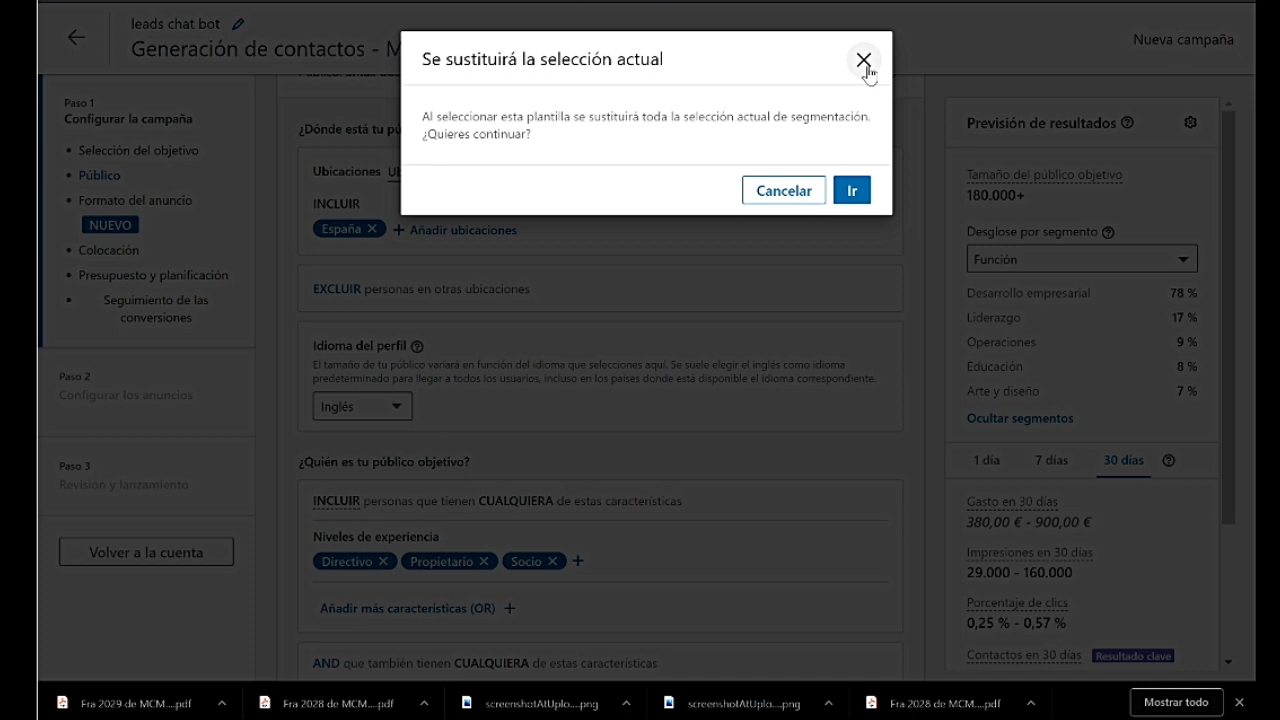 leads chat bot
Generación de contactos - M
Nueva campaña
Se sustituirá la selección actual
Al seleccionar esta plantilla se sustituirá toda la selección actual de segmentación.
¿Quieres continuar?
Cancelar
Ir
Paso 1
Configurar la campaña
Selección del objetivo
Público
Formato del anuncio
NUEVO
Colocación
Presupuesto y planificación
Seguimiento de las
conversiones
Paso 2
Configurar los anuncios
Paso 3
Revision y lanzamiento
Volver a la cuenta
¿Dónde está tu pú
Ubicaciones
INCLUIR
España
Añadir ubicaciones
EXCLUIR personas en otras ubicaciones
Idioma del perfil
El tamaño de tu público variará en función del idioma que selecciones aquí. Se suele elegir el inglés como idioma
predeterminado para llegar a todos los usuarios, incluso en los países donde está disponible el idioma correspondiente.
Inglés
¿Quién es tu público objetivo?
INCLUIR personas que tienen CUALQUIERA de estas características
Niveles de experiencia
Directivo Propietario Socio
Añadir más características (OR)
AND que también tienen CUALQUIERA de estas características
Previsión de resultados
Tamaño del público objetivo
180.000+
Desglose por segmento
Función
Desarrollo empresarial 78 %
Liderazgo 17 %
Operaciones 9 %
Educación 8 %
Arte y diseño 7 %
Ocultar segmentos
1 día 7 días 30 días
Gasto en 30 días
380,00 € - 900,00 €
Impresiones en 30 días
29.000 - 160.000
Porcentaje de clics
0,25 % - 0,57 %
Contactos en 30 días Resultado clave
Fra 2029 de MCM....pdf
Fra 2028 de MCM....pdf
screenshotAtUplo....png
screenshotAtUplo....png
Fra 2028 de MCM....pdf
Mostrar todo